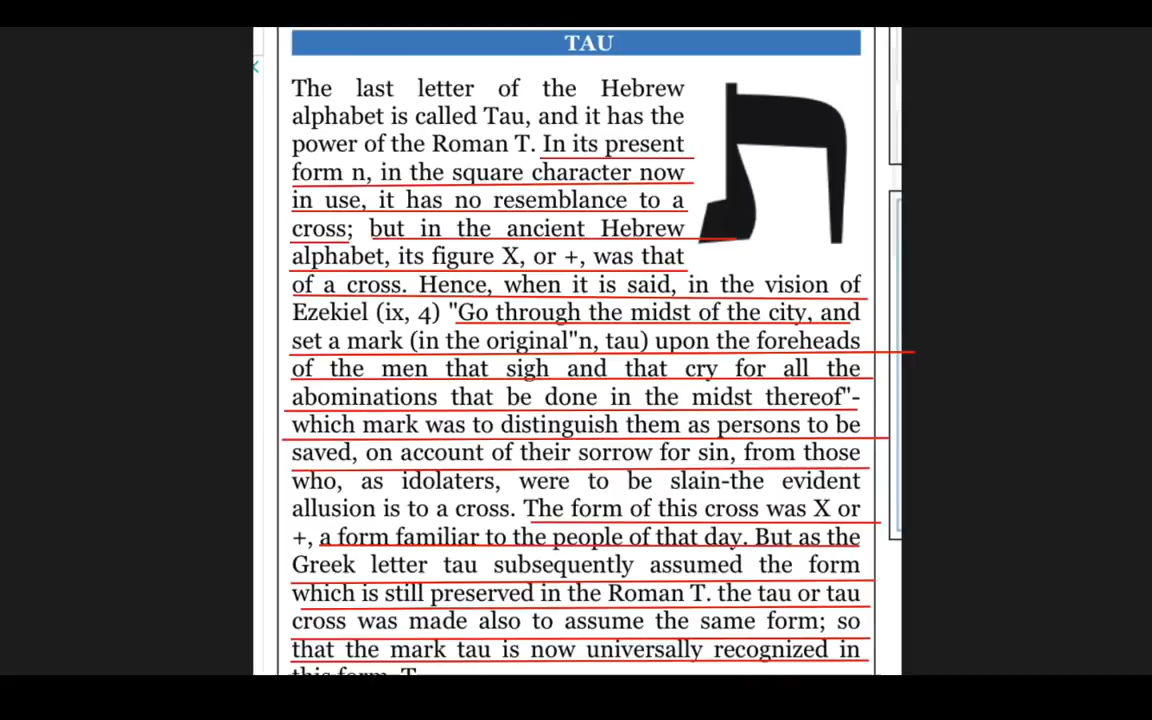 TAU
The last letter of the Hebrew
alphabet is called Tau, and it has the
power of the Roman T. In its present
form n, in the square character now
in use, it has no resemblance to a
cross; but in the ancient Hebrew
alphabet, its figure X, or +, was that
of a cross. Hence, when it is said, in the vision of
Ezekiel (ix, 4) "Go through the midst of the city, and
set a mark (in the original"n, tau) upon the foreheads
of the men that sigh and that cry for all the
abominations that be done in the midst thereof"-
which mark was to distinguish them as persons to be
saved, on account of their sorrow for sin, from those
who, as idolaters, were to be slain-the evident
allusion is to a cross. The form of this cross was X or
+, a form familiar to the people of that day. But as the
Greek letter tau subsequently assumed the form
which is still preserved in the Roman T. the tau or tau
cross was made also to assume the same form; so
that the mark tau is now universally recognized in
this form, T
ת